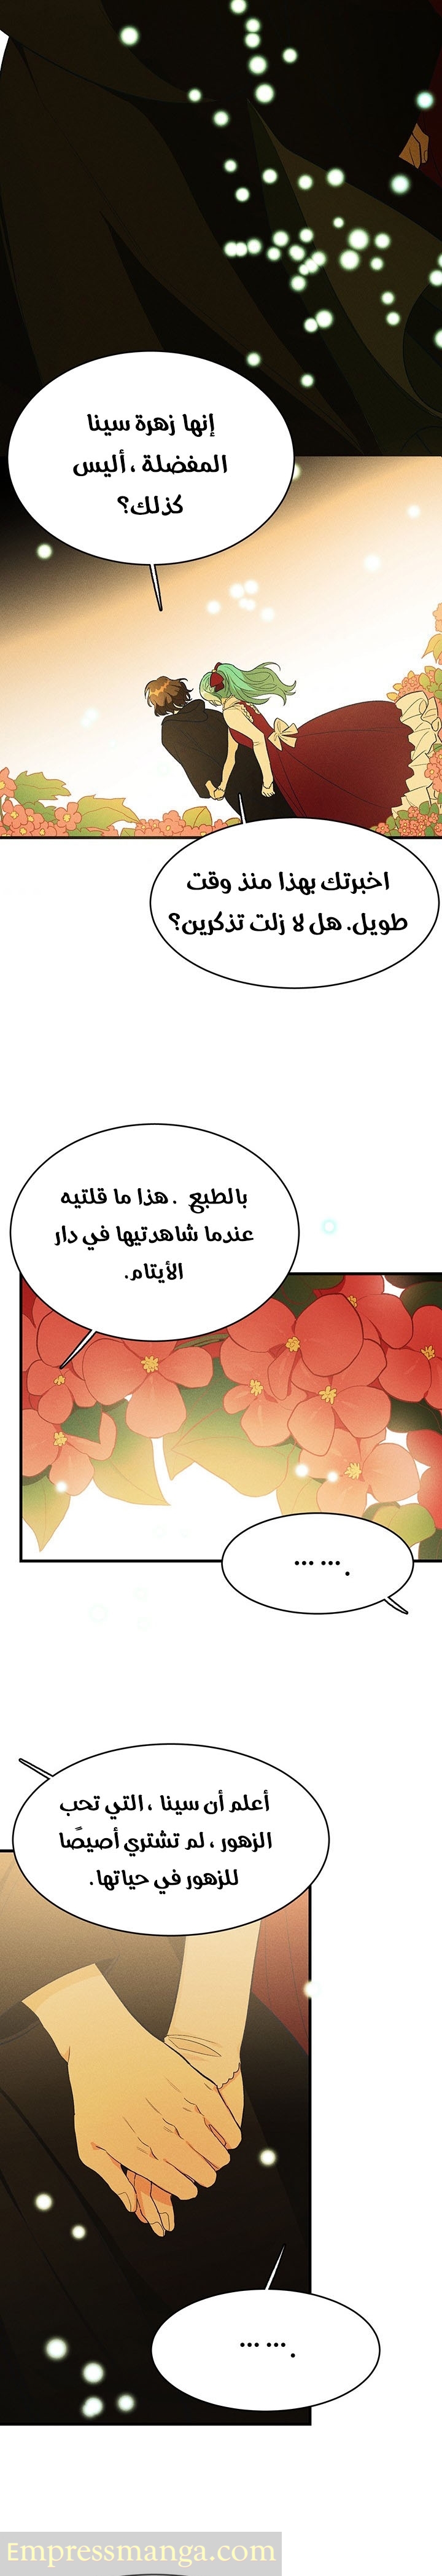 إنها زهرة سينا
المفضلة ، أليس
كذلك؟
اخبرتك بهذا منذ وقت
طويل. هل لا زلت تذكرين؟
بالطبع . هذا ما قلتيه
عندما شاهدتيها في دار
الأيتام.
... ... .
أعلم أن سينا ، التي تحب
الزهور ، لم تشتري أصيصًا
للزهور في حياتها .
... ... .
Empressmanga.com